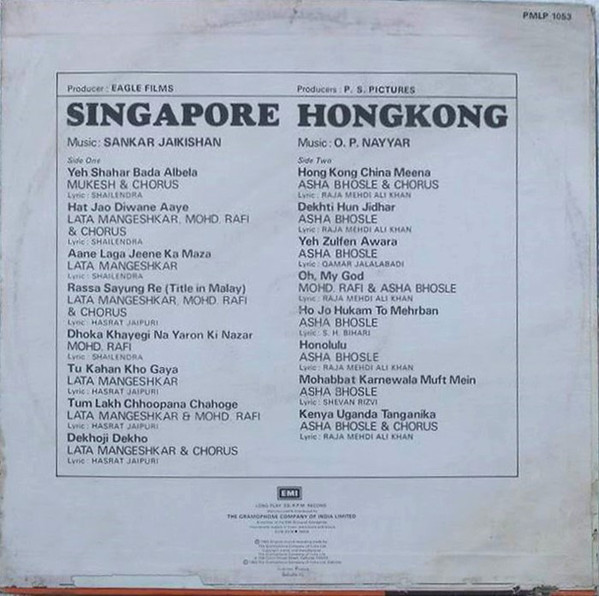 PMLP 1053
Producer : EAGLE FILMS
SINGAPORE
Music : SANKAR JAIKISHAN
Side One
Yeh Shahar Bada Albela
MUKESH & CHORUS
Lyric : SHAILENDRA
Hat Jao Diwane Aaye
LATA MANGESHKAR, MOHD. RAFI
& CHORUS
Lyric : SHAILENDRA
Aane Laga Jeene Ka Maza
LATA MANGESHKAR
Lyric : SHAILENDRA
Rassa Sayung Re (Title in Malay)
LATA MANGESHKAR, MOHD. RAFI
& CHORUS
Lyric : HASRAT JAIPURI
Dhoka Khayegi Na Yaron Ki Nazar
MOHD. RAFI
Lyric : SHAILENDRA
Tu Kahan Kho Gaya
LATA MANGESHKAR
Lyric : HASRAT JAIPURI
Tum Lakh Chhoopana Chahoge
LATA MANGESHKAR & MOHD. RAFI
Lyric : HASRAT JAIPURI
Dekhoji Dekho
LATA MANGESHKAR & CHORUS
Lyric : HASRAT JAIPURI
Producers : P. S. PICTURES
HONGKONG
Music : O. P. NAYYAR
Side Two
Hong Kong China Meena
ASHA BHOSLE & CHORUS
Lyric : RAJA MEHDI ALI KHAN
Dekhti Hun Jidhar
ASHA BHOSLE
Lyric : RAJA MEHDI ALI KHAN
Yeh Zulfen Awara
ASHA BHOSLE
Lyric : QAMAR JALALABADI
Oh, My God
MOHD. RAFI & ASHA BHOSLE
Lyric : RAJA MEHDI ALI KHAN
Ho Jo Hukam To Mehrban
ASHA BHOSLE
Lyric : S. H. BIHARI
Honolulu
ASHA BHOSLE
Lyric : RAJA MEHDI ALI KHAN
Mohabbat Karnewala Muft Mein
ASHA BHOSLE
Lyric : SHEVAN RIZVI
Kenya Uganda Tanganika
ASHA BHOSLE & CHORUS
Lyric : RAJA MEHDI ALI KHAN
EMI
LONG PLAY 33⅓ R.P.M. RECORD
THE GRAMOPHONE COMPANY OF INDIA LIMITED